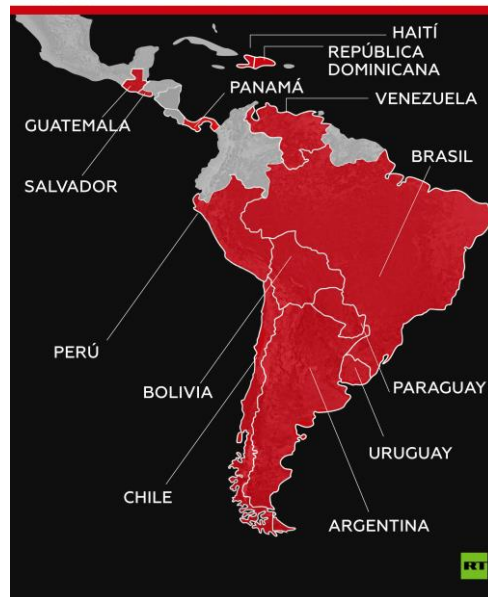 HAITÍ
REPÚBLICA
DOMINICANA
PANAMÁ
VENEZUELA
GUATEMALA
BRASIL
SALVADOR
PERÚ
BOLIVIA
PARAGUAY
URUGUAY
CHILE
ARGENTINA
RT